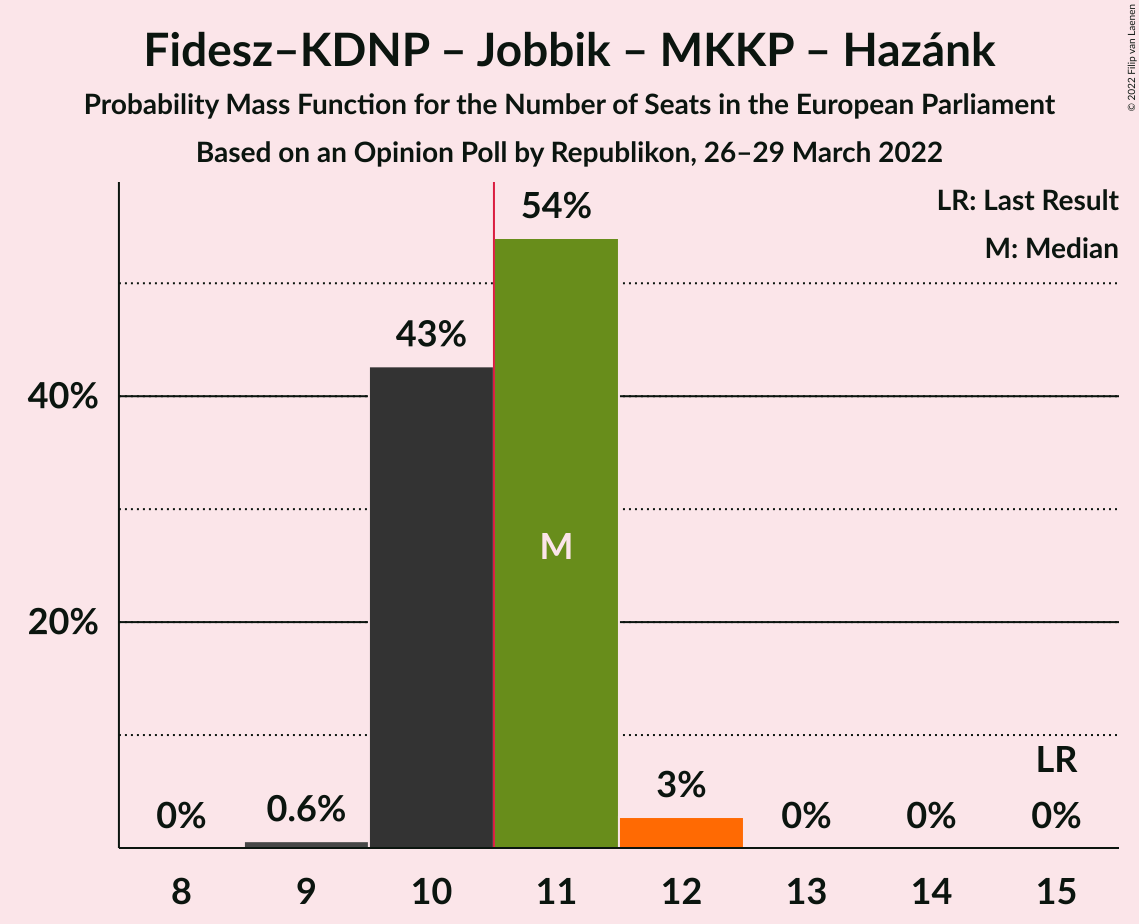 Fidesz–KDNP – Jobbik – MKKP – Hazánk
Probability Mass Function for the Number of Seats in the European Parliament
Based on an Opinion Poll by Republikon, 26–29 March 2022
© 2022 Filip van Laenen
LR: Last Result
M: Median
54%
43%
40%
M
20%
LR
0%
0.6%
3%
0%
0%
0%
8
9
10
11
12
13
14
15